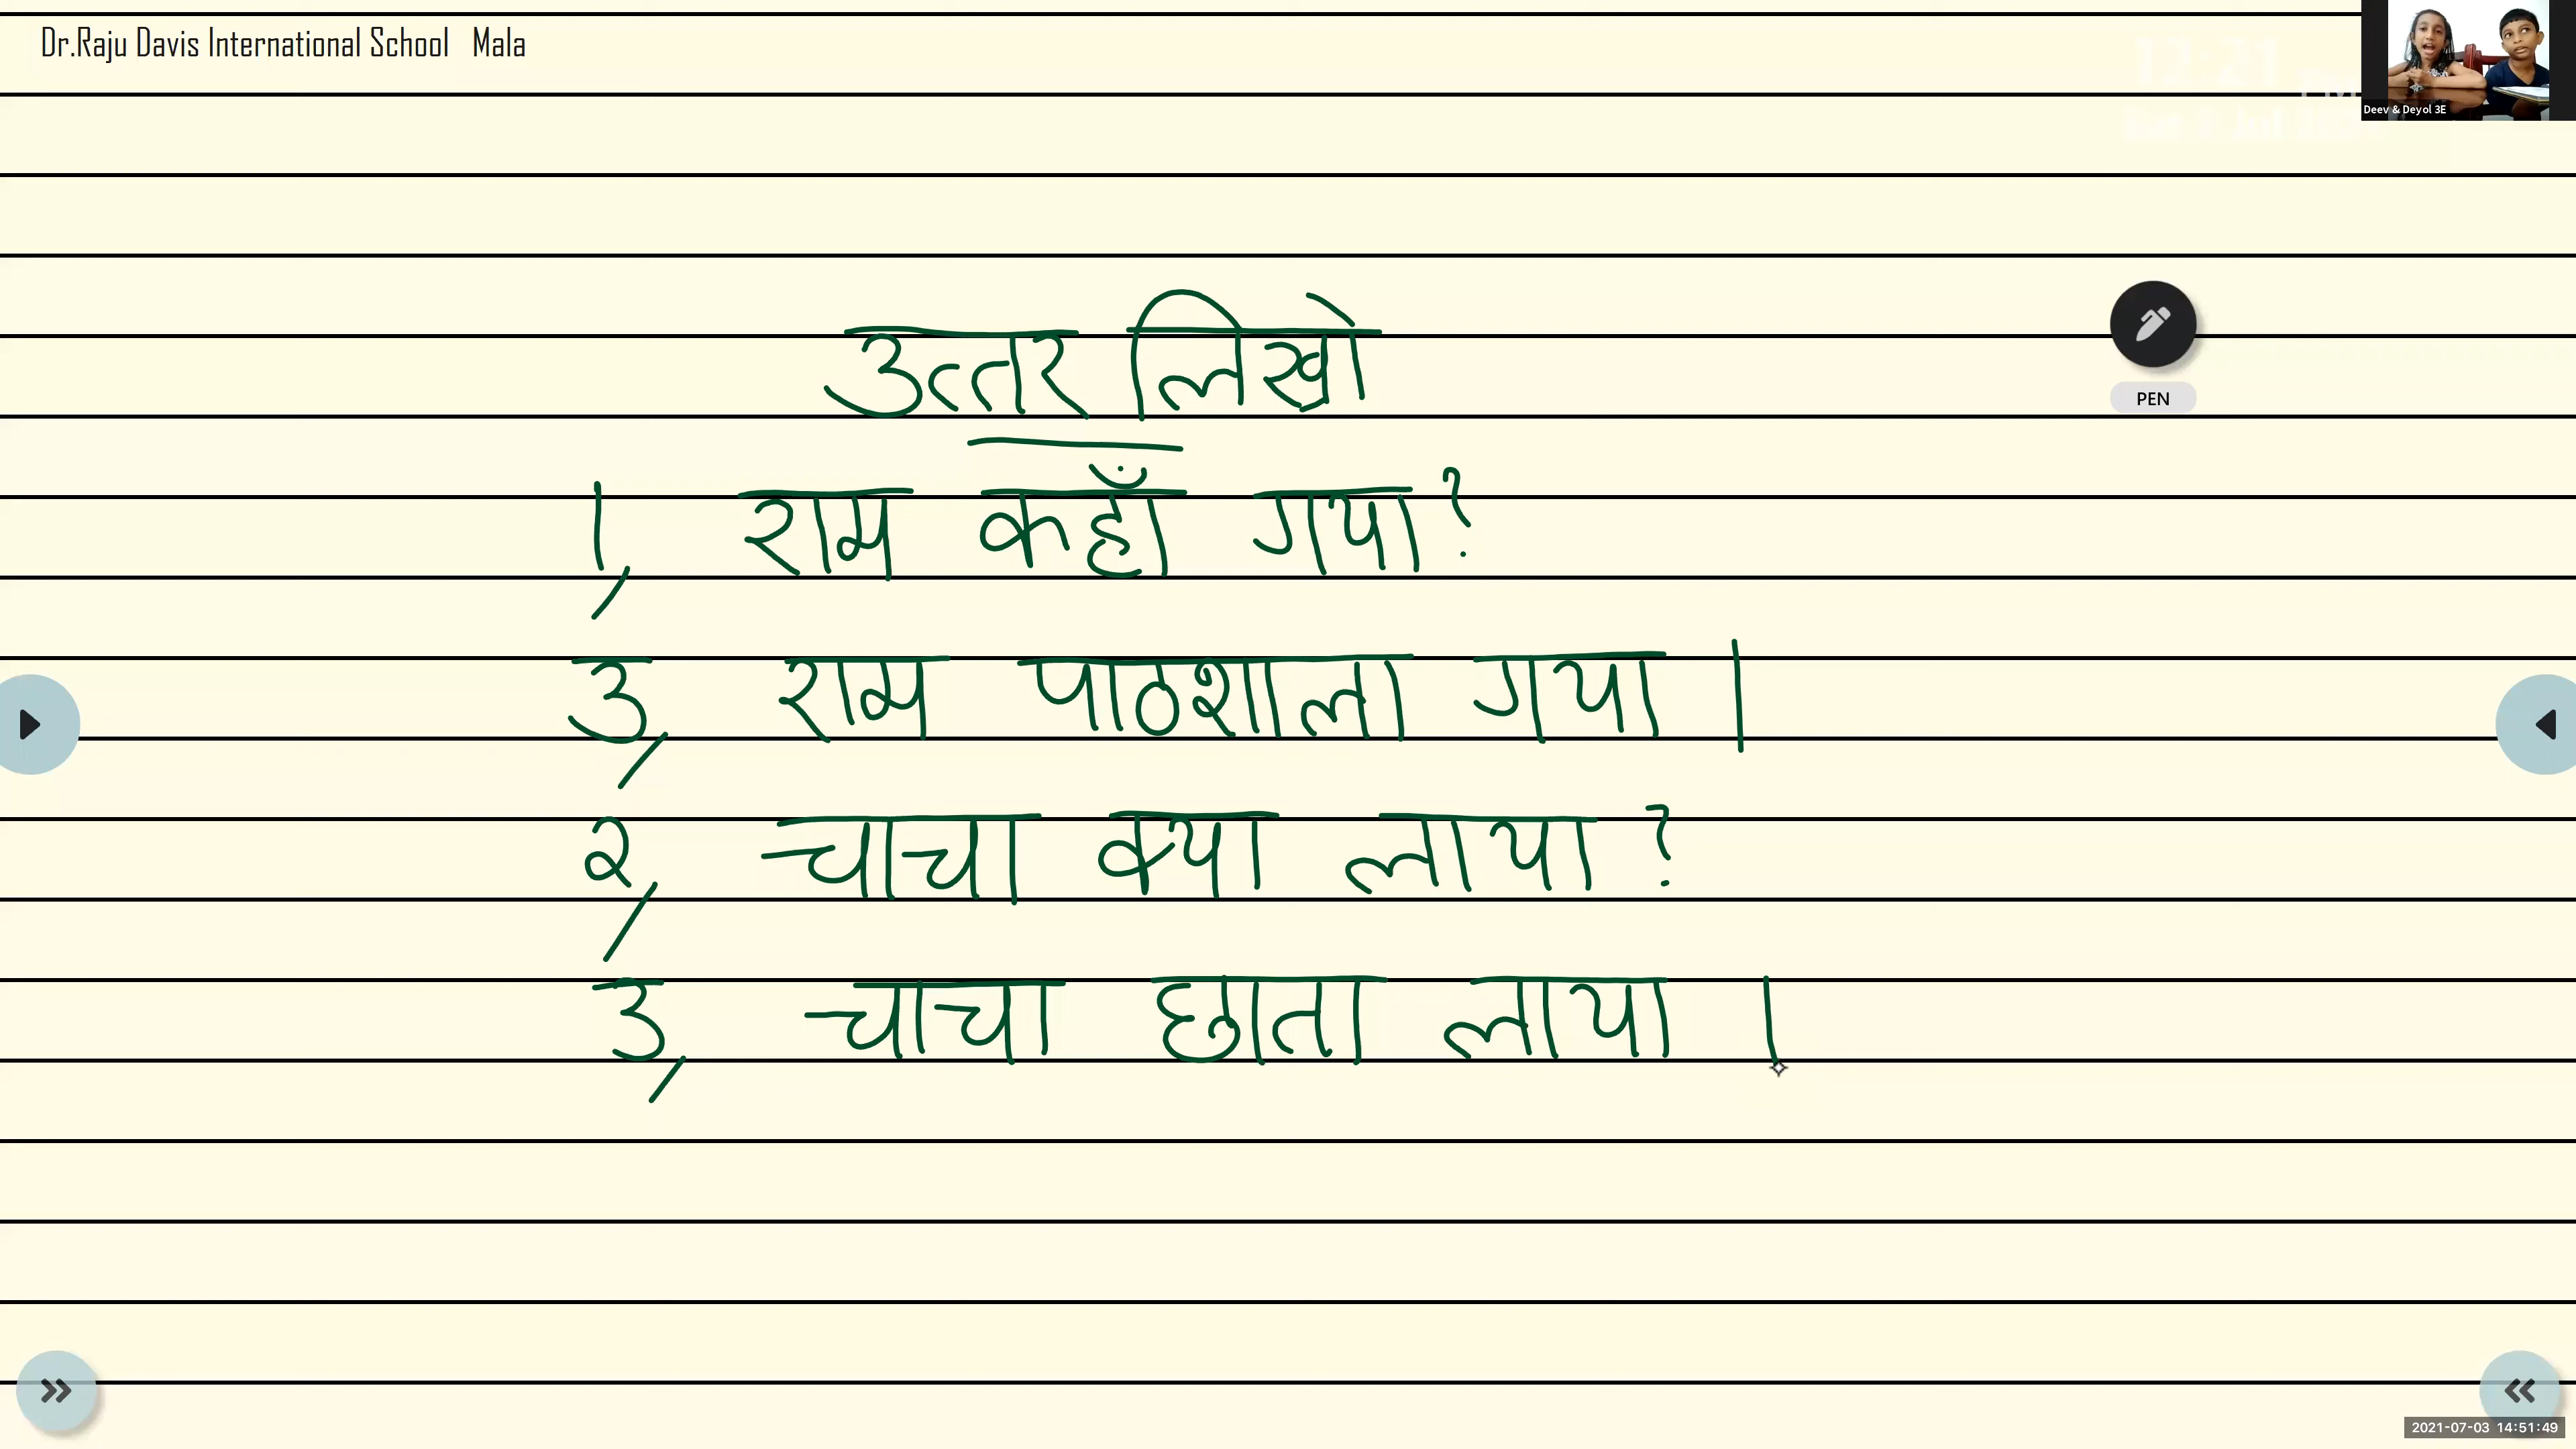 Dr.Raju Davis International School Mala
Deev & Deyol 3E
उत्तर लिखो
PEN
1, राम कहाँ गया?
उ, राम पाठशाला गया |
२, चाचा क्या लाया?
उ, चाचा छाता लाया |
2021-07-03 14:51:49